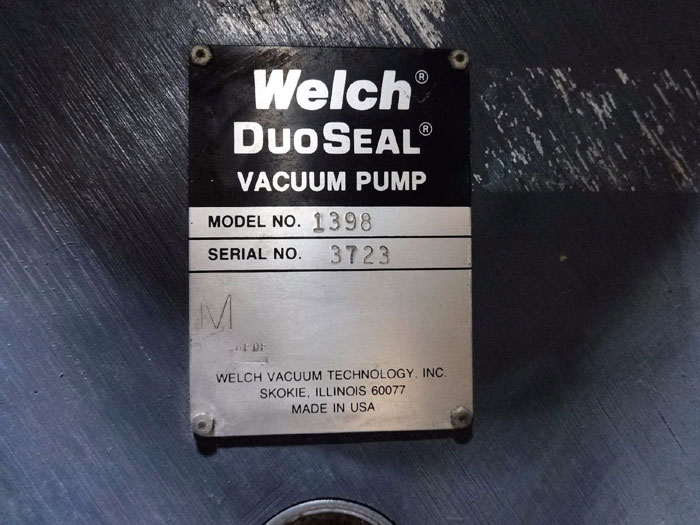 Welch®
DUOSEAL®
VACUUM PUMP
MODEL NO. 1398
SERIAL NO. 3723
M
WELCH VACUUM TECHNOLOGY, INC.
SKOKIE, ILLINOIS 60077
MADE IN USA